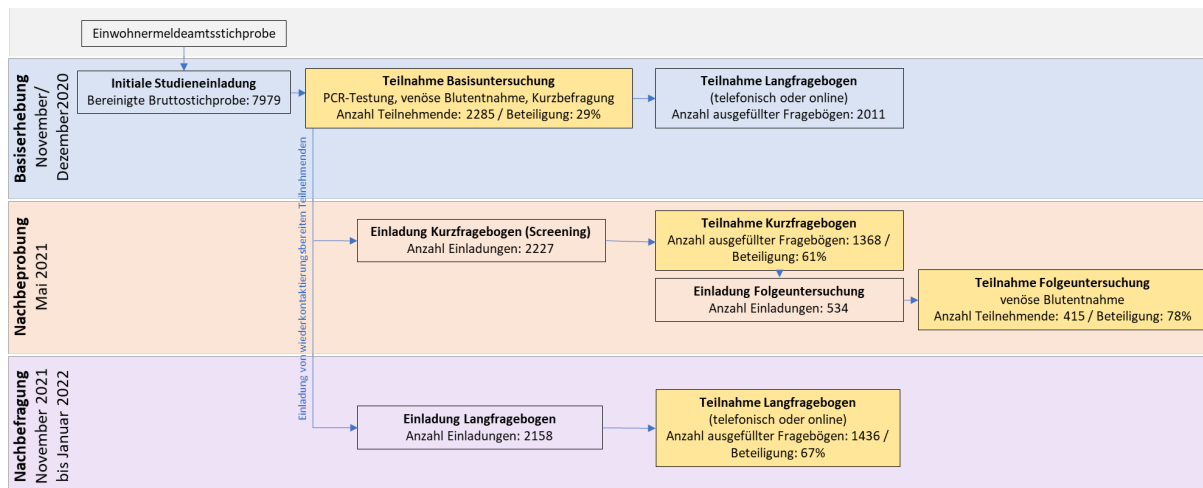 Einwohnermeldeamtsstichprobe
Basiserhebung
November/
Dezember2020
Initiale Studieneinladung
Bereinigte Bruttostichprobe: 7979
Teilnahme Basisuntersuchung
PCR-Testung, venöse Blutentnahme, Kurzbefragung
Anzahl Teilnehmende: 2285 / Beteiligung: 29%
Teilnahme Langfragebogen
(telefonisch oder online)
Anzahl ausgefüllter Fragebögen: 2011
Einladung von wiederkontaktierungsbereiten Teilnehmenden
Nachbeprobung
Mai 2021
Einladung Kurzfragebogen (Screening)
Anzahl Einladungen: 2227
Teilnahme Kurzfragebogen
Anzahl ausgefüllter Fragebögen: 1368 /
Beteiligung: 61%
Einladung Folgeuntersuchung
Anzahl Einladungen: 534
Teilnahme Folgeuntersuchung
venöse Blutentnahme
Anzahl Teilnehmende: 415 / Beteiligung: 78%
Nachbefragung
November 2021
bis Januar 2022
Einladung Langfragebogen
Anzahl Einladungen: 2158
Teilnahme Langfragebogen
(telefonisch oder online)
Anzahl ausgefüllter Fragebögen: 1436 /
Beteiligung: 67%